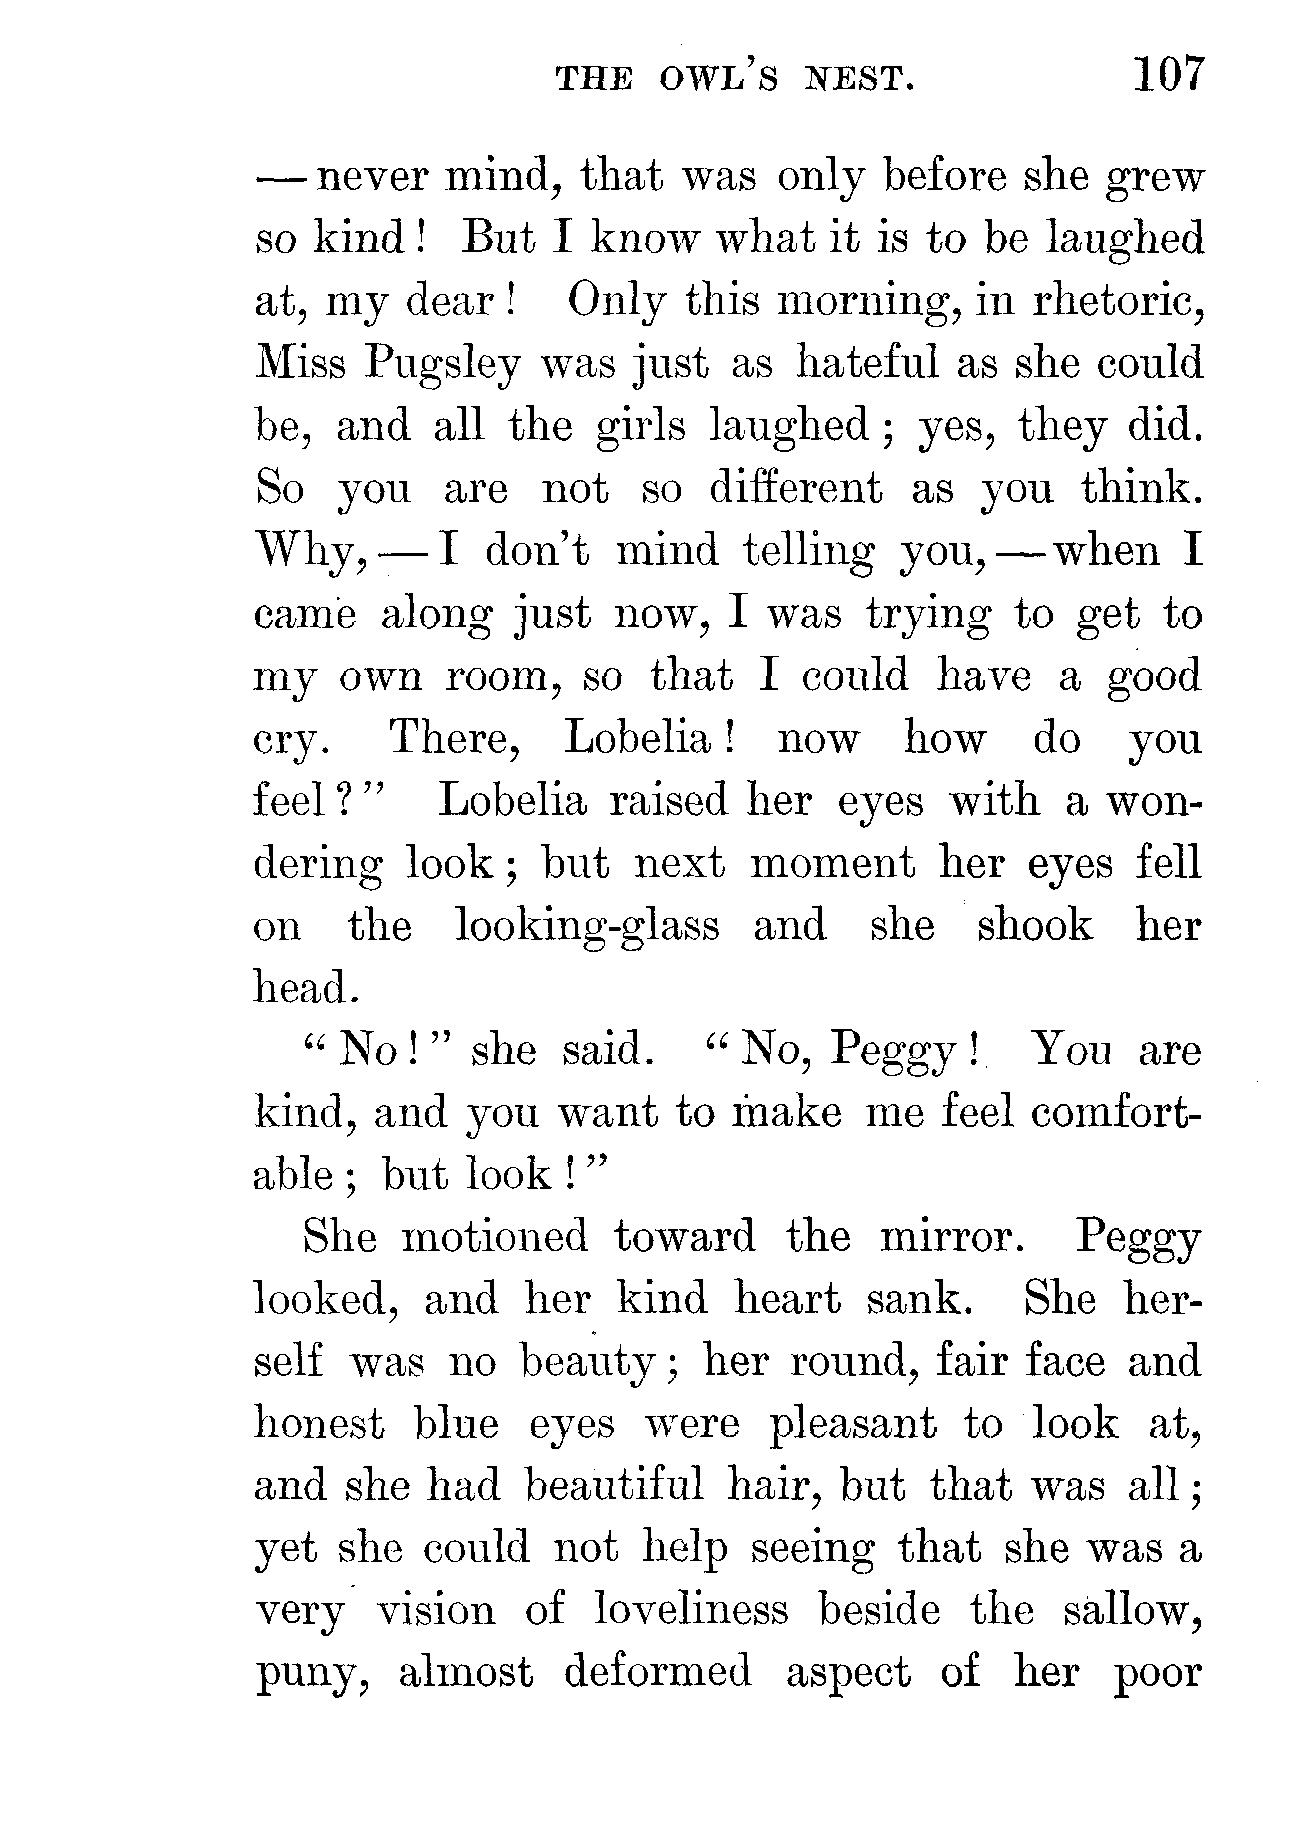 THE OWL'S NEST. 107
— never mind, that was only before she grew
so kind! But I know what it is to be laughed
at, my dear! Only this morning, in rhetoric,
Miss Pugsley was just as hateful as she could
be, and all the girls laughed; yes, they did.
So you are not so different as you think.
Why, — I don't mind telling you, — when I
came along just now, I was trying to get to
my own room, so that I could have a good
cry. There, Lobelia! now how do you
feel?" Lobelia raised her eyes with a won-
dering look; but next moment her eyes fell
on the looking-glass and she shook her
head.
"No!" she said. "No, Peggy! You are
kind, and you want to make me feel comfort-
able; but look!"
She motioned toward the mirror. Peggy
looked, and her kind heart sank. She her-
self was no beauty; her round, fair face and
honest blue eyes were pleasant to look at,
and she had beautiful hair, but that was all;
yet she could not help seeing that she was a
very vision of loveliness beside the sallow,
puny, almost deformed aspect of her poor